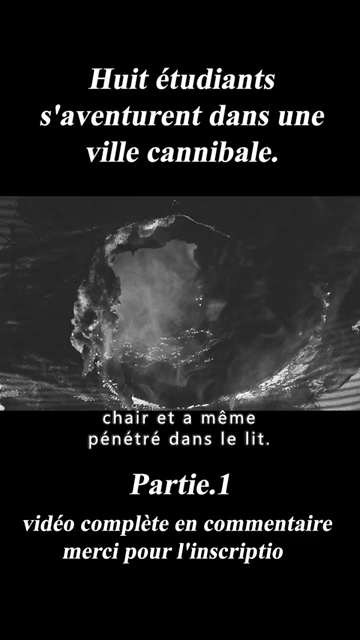 Huit étudiants
s'aventurent dans une
ville cannibale.
chair et a même
pénétré dans le lit.
Partie.1
vidéo complète en commentaire
merci pour l'inscriptio